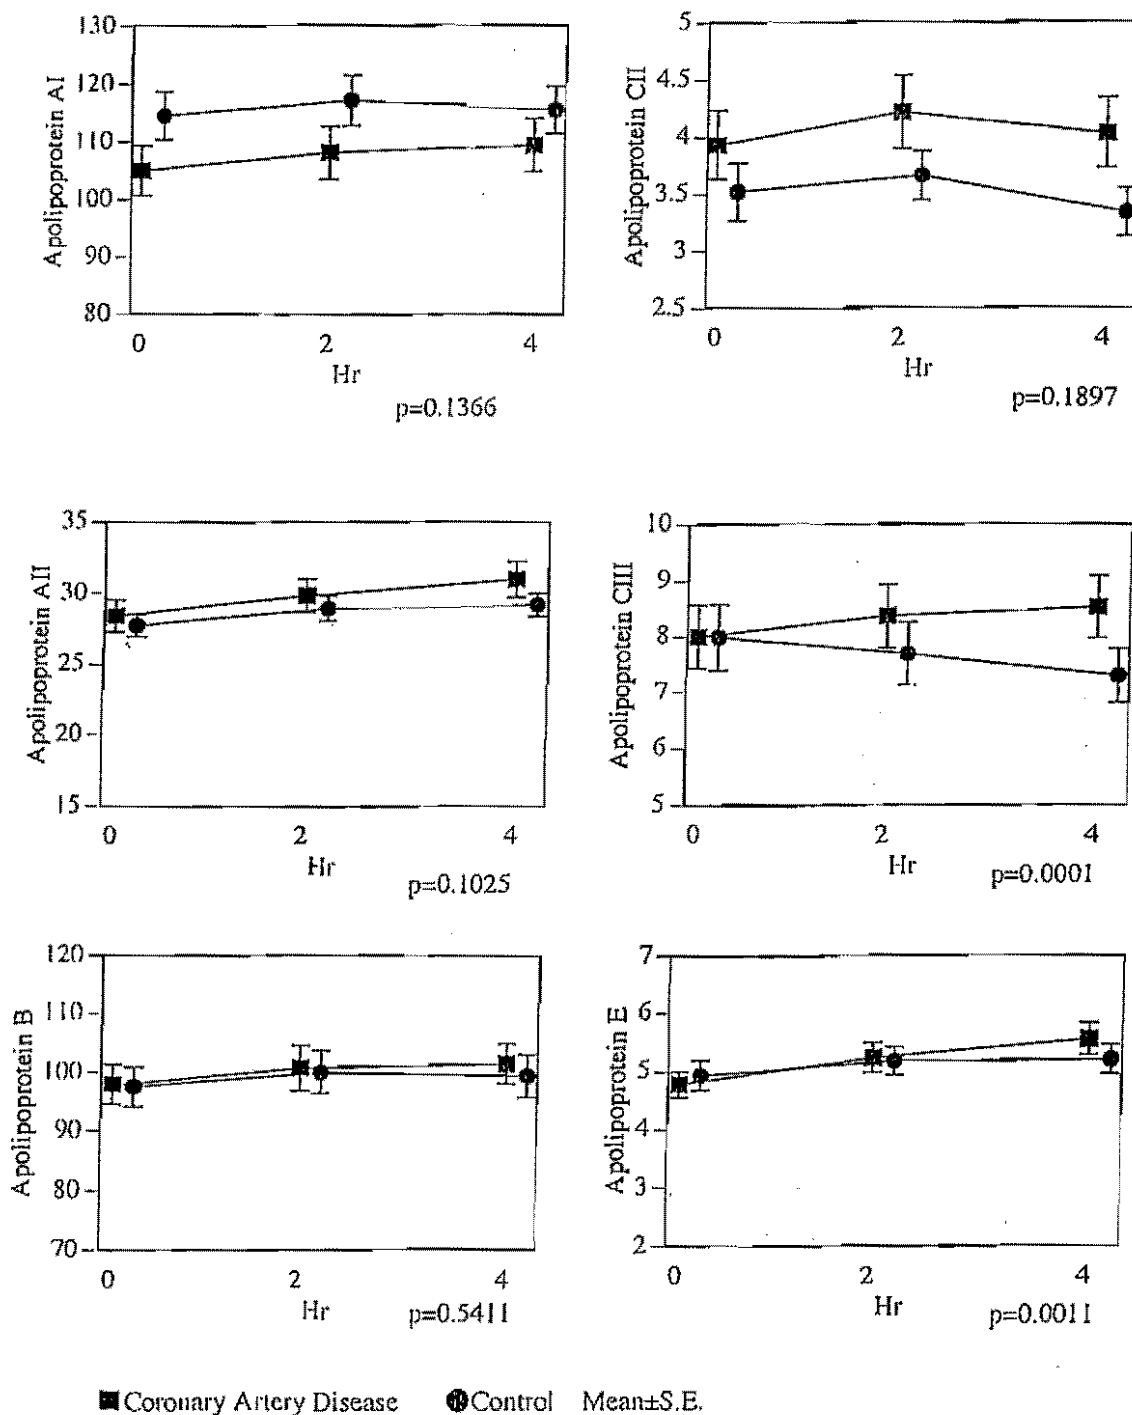 Apolipoprotein AI
130
120
110
100
90
80
0 2 4
Hr
p=0.1366
Apolipoprotein CII
5
4.5
4
3.5
3
2.5
0 2 4
Hr
p=0.1897
Apolipoprotein AII
35
30
25
20
15
0 2 4
Hr
p=0.1025
Apolipoprotein CIII
10
9
8
7
6
5
0 2 4
Hr
p=0.0001
Apolipoprotein B
120
110
100
90
80
70
0 2 4
Hr
p=0.5411
Apolipoprotein E
7
6
5
4
3
2
0 2 4
Hr
p=0.0011
Coronary Artery Disease Control Mean±S.E.